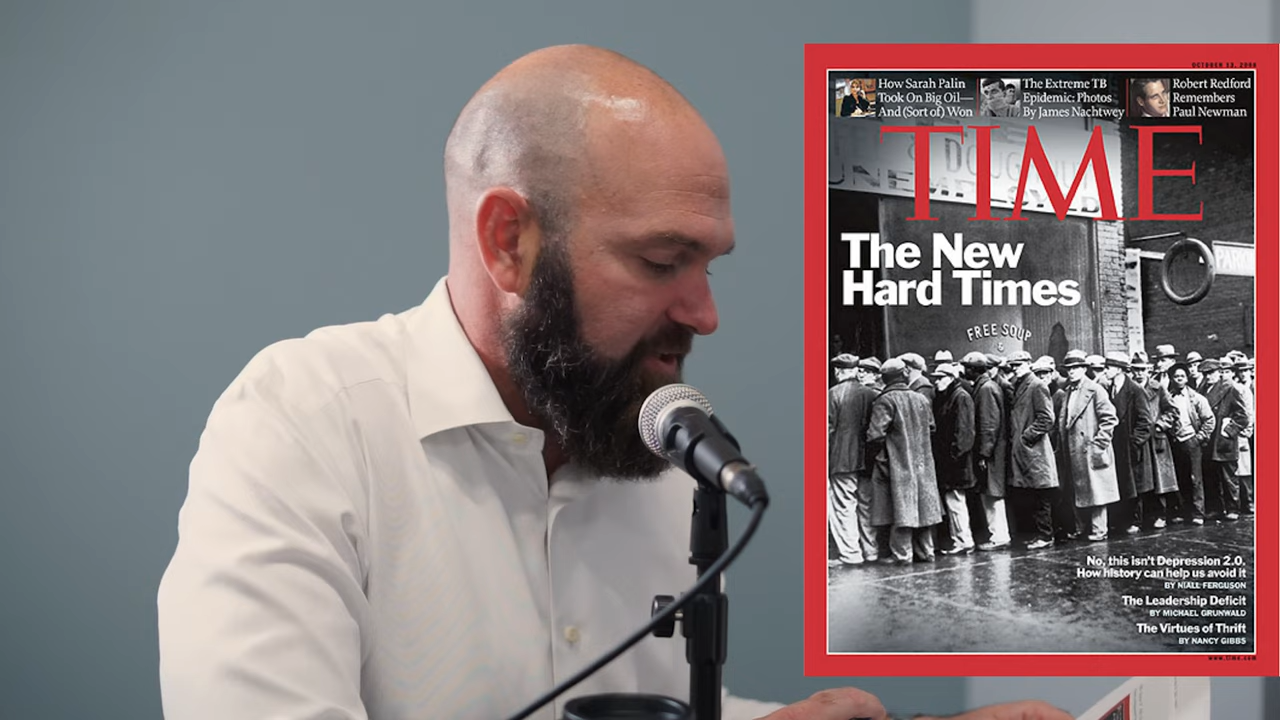 OCTOBER 13, 2008
How Sarah Palin
Took On Big Oil—
And (Sort of) Won
The Extreme TB
Epidemic: Photos
By James Nachtwey
Robert Redford
Remembers
Paul Newman
TIME
& DOUGHNUT
UNEMPLOYED
The New
Hard Times
FREE SOUP
&
No, this isn't Depression 2.0.
How history can help us avoid it
BY NIALL FERGUSON
The Leadership Deficit
BY MICHAEL GRUNWALD
The Virtues of Thrift
BY NANCY GIBBS
www.time.com